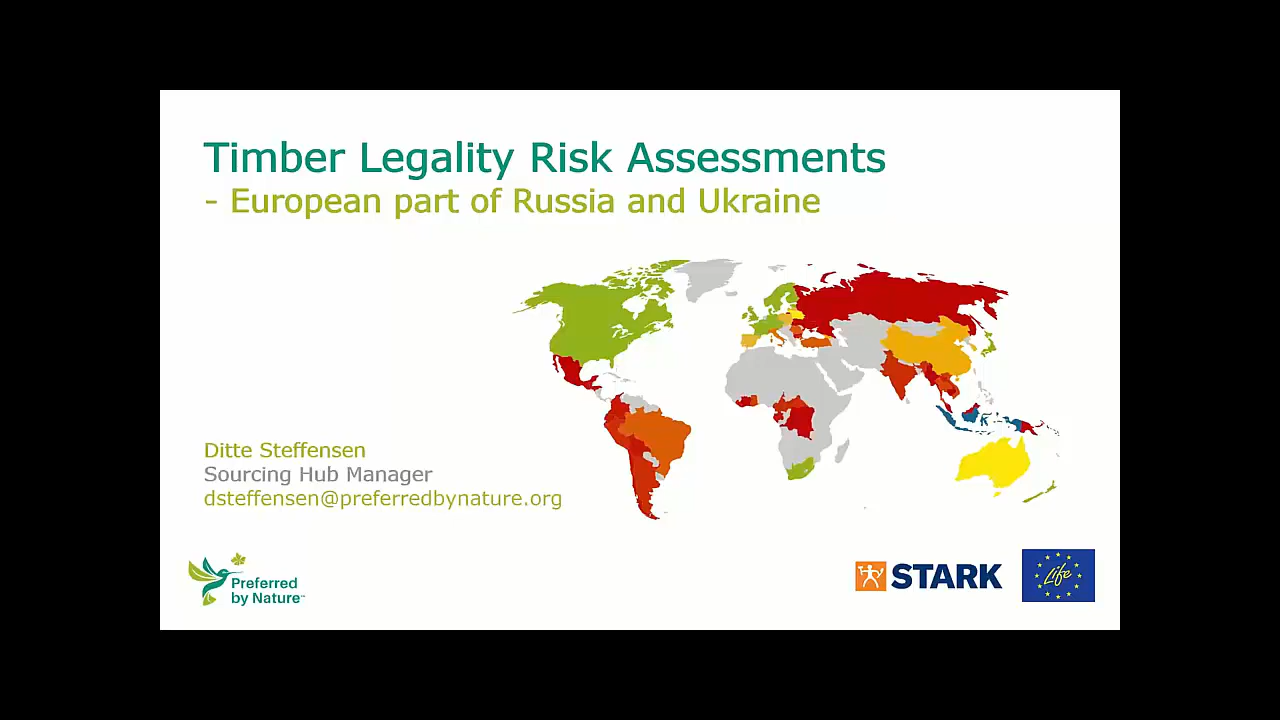 Timber Legality Risk Assessments
- European part of Russia and Ukraine
Ditte Steffensen
Sourcing Hub Manager
dsteffensen@preferredbynature.org
Preferred
by Nature™
STARK
Life